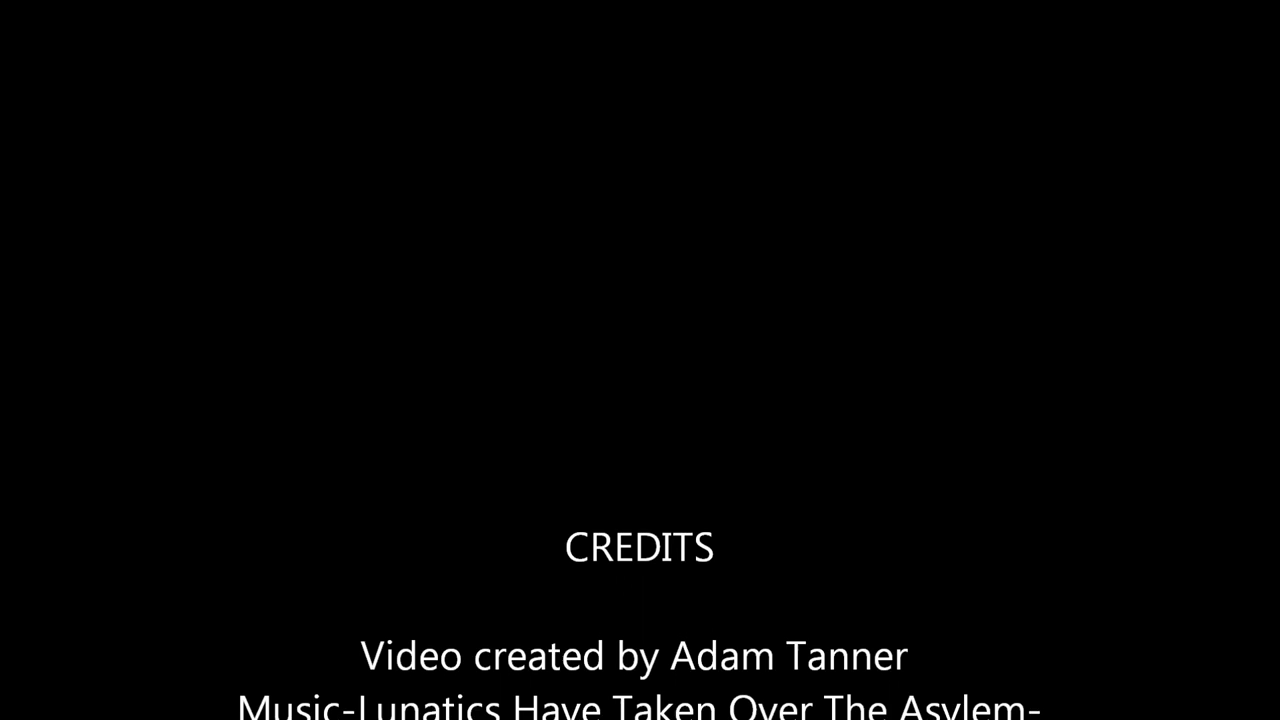 CREDITS
Video created by Adam Tanner
Music-Lunatics Have Taken Over The Asylem-